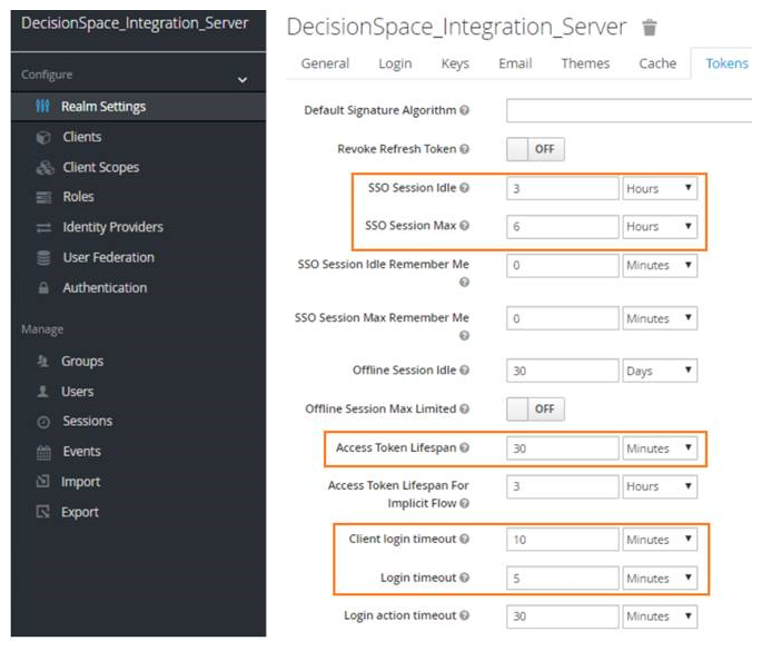 DecisionSpace_Integration_Server
Configure
Realm Settings
Clients
Client Scopes
Roles
Identity Providers
User Federation
Authentication
Manage
Groups
Users
Sessions
Events
Import
Export
DecisionSpace_Integration_Server
General Login Keys Email Themes Cache Tokens
Default Signature Algorithm
Revoke Refresh Token OFF
SSO Session Idle 3 Hours
SSO Session Max 6 Hours
SSO Session Idle Remember Me 0 Minutes
SSO Session Max Remember Me 0 Minutes
Offline Session Idle 30 Days
Offline Session Max Limited OFF
Access Token Lifespan 30 Minutes
Access Token Lifespan For 3 Hours
Implicit Flow
Client login timeout 10 Minutes
Login timeout 5 Minutes
Login action timeout 30 Minutes